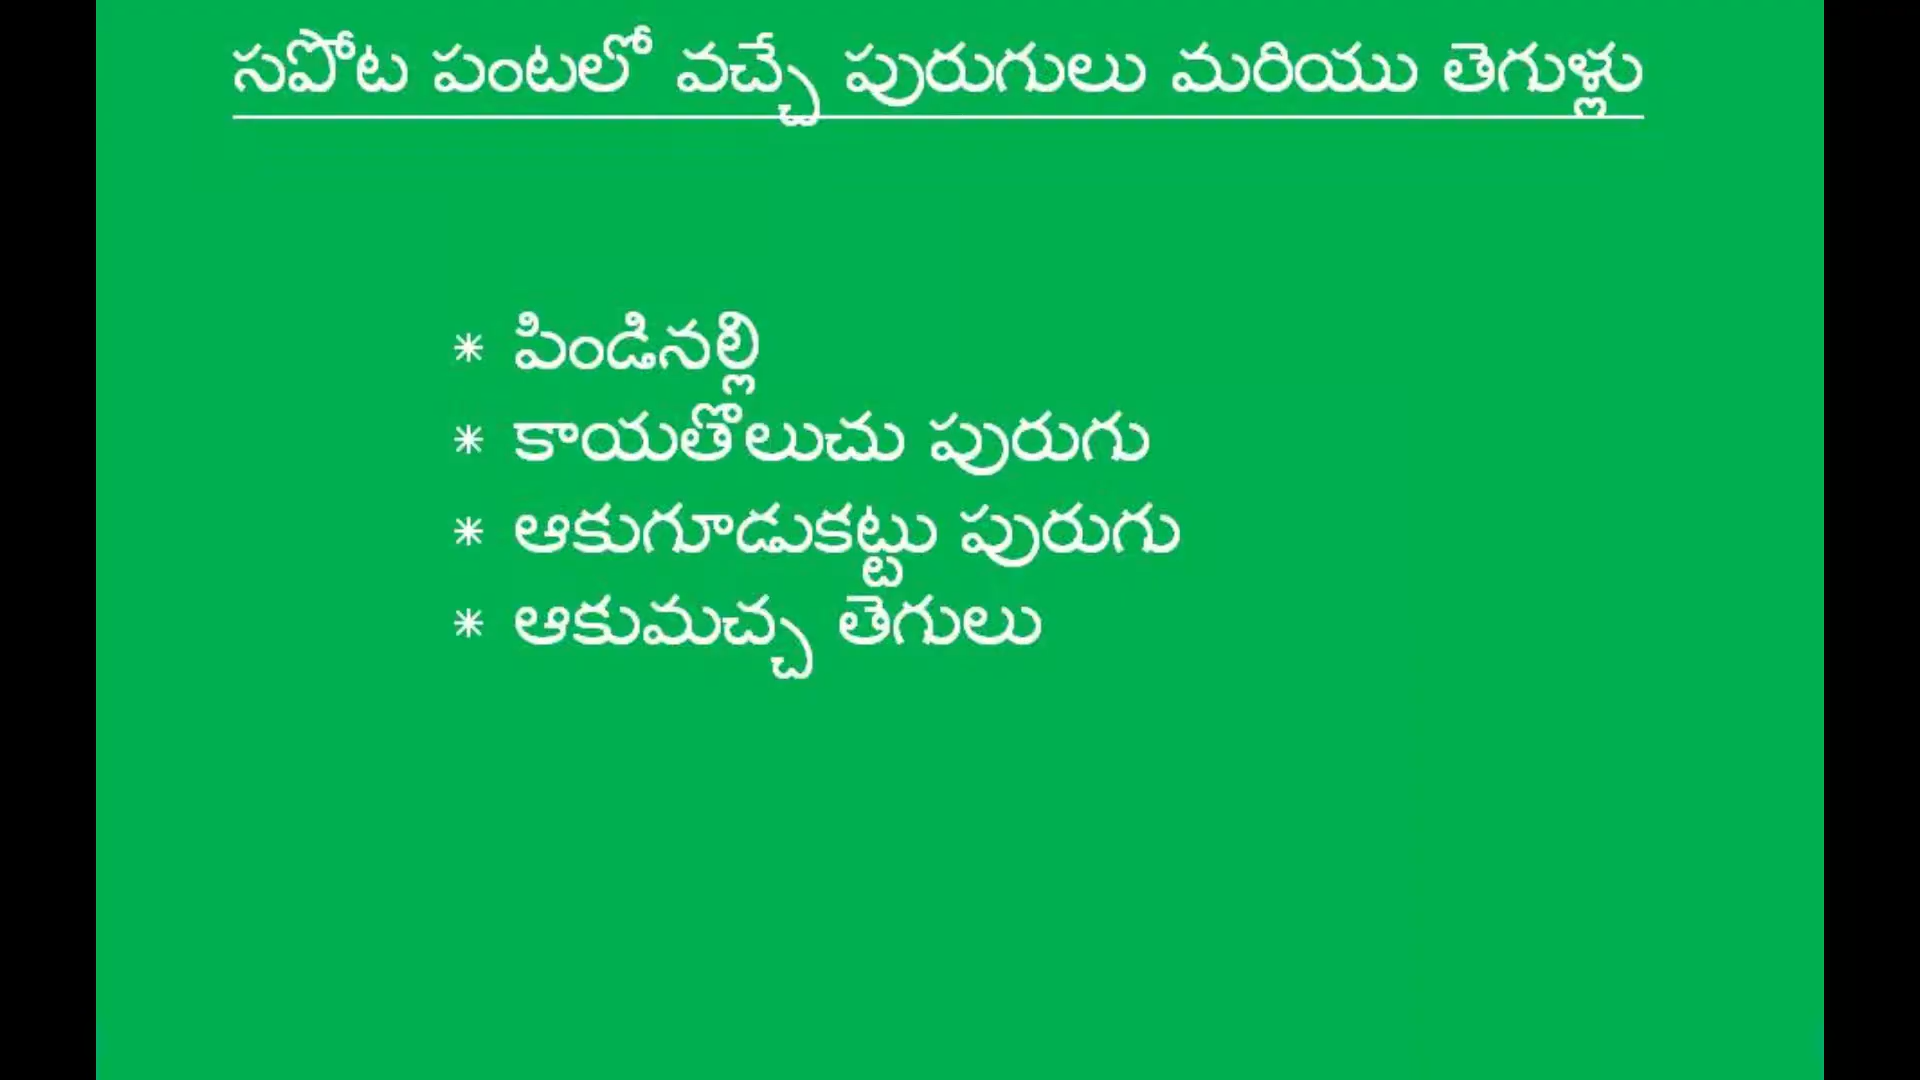 సపోట పంటలో వచ్చే పురుగులు మరియు తెగుళ్లు
* పిండినల్లి
* కాయతొలుచు పురుగు
* ఆకుగూడుకట్టు పురుగు
* ఆకుమచ్చ తెగులు